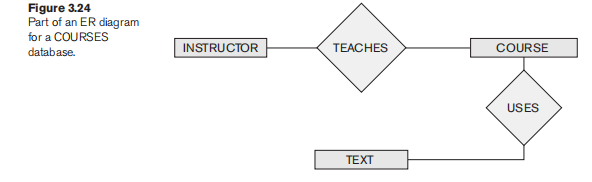 Figure 3.24
Part of an ER diagram
for a COURSES
database.
INSTRUCTOR
TEACHES
COURSE
USES
TEXT